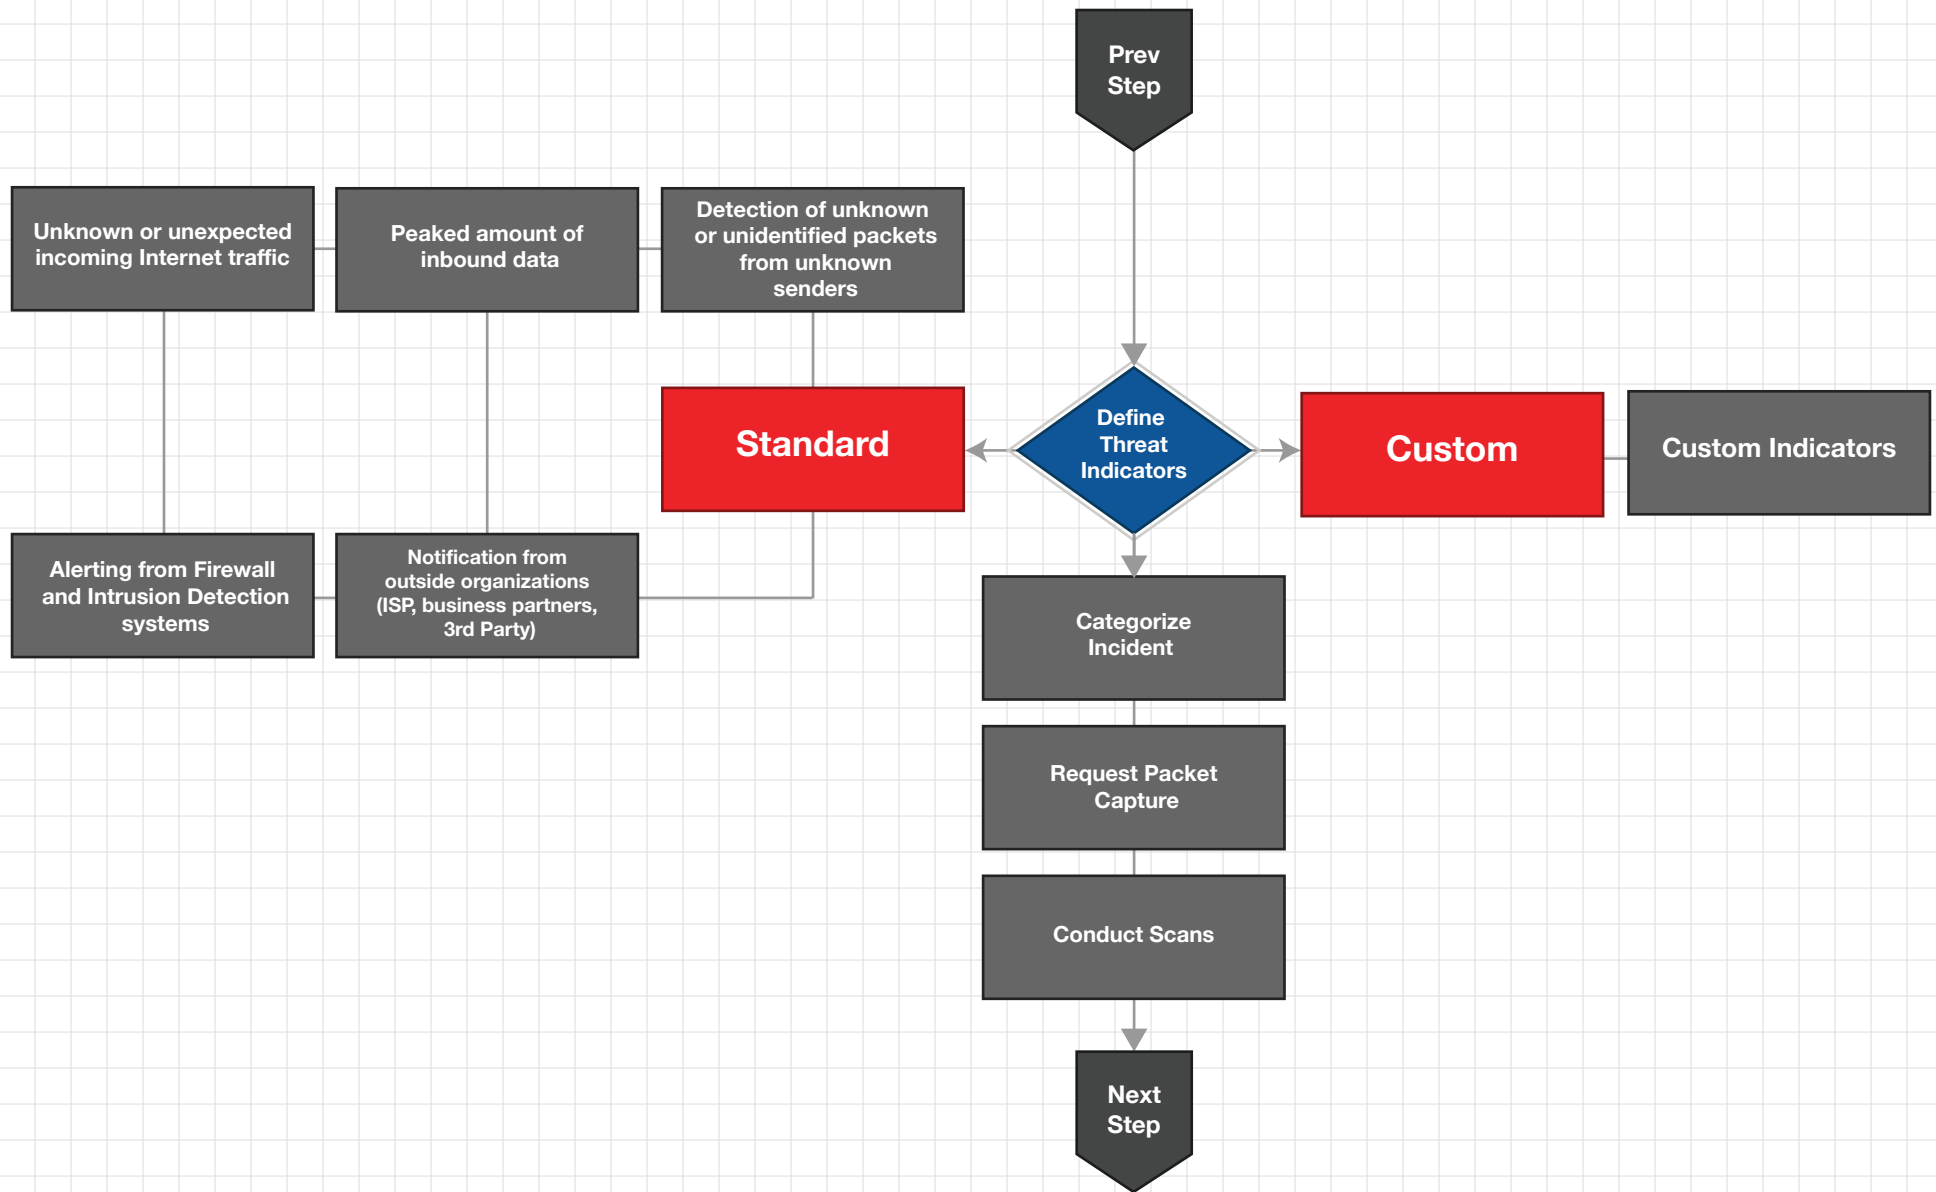 Prev
Step
Unknown or unexpected
incoming Internet traffic
Peaked amount of
inbound data
Detection of unknown
or unidentified packets
from unknown
senders
Standard
Define
Threat
Indicators
Custom
Custom Indicators
Alerting from Firewall
and Intrusion Detection
systems
Notification from
outside organizations
(ISP, business partners,
3rd Party)
Categorize
Incident
Request Packet
Capture
Conduct Scans
Next
Step